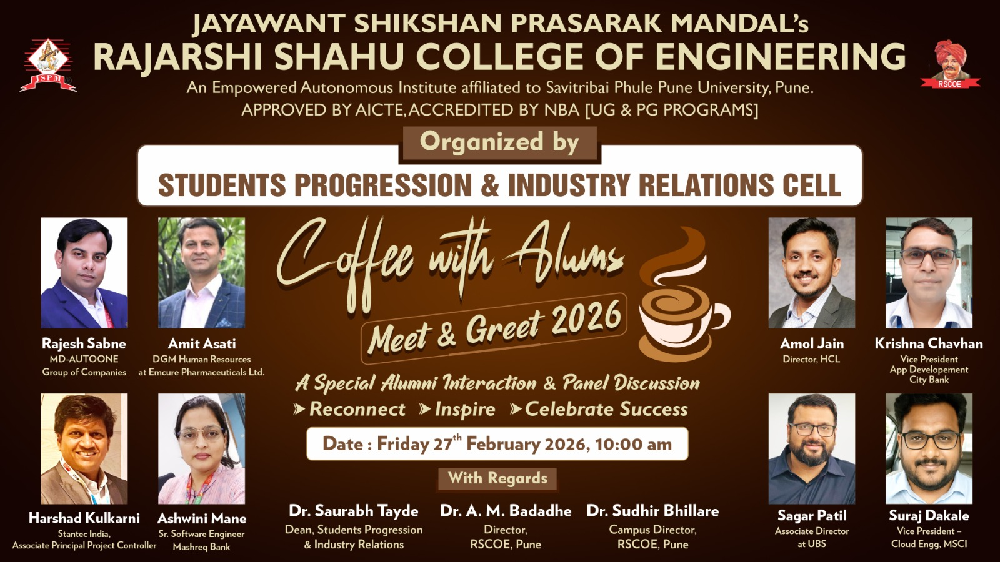 JAYAWANT SHIKSHAN PRASARAK MANDAL's
RAJARSHI SHAHU COLLEGE OF ENGINEERING
JSPM
RSCOE
An Empowered Autonomous Institute affiliated to Savitribai Phule Pune University, Pune.
APPROVED BY AICTE, ACCREDITED BY NBA [UG & PG PROGRAMS]
Organized by
STUDENTS PROGRESSION & INDUSTRY RELATIONS CELL
Coffee with Alums
Meet & Greet 2026
A Special Alumni Interaction & Panel Discussion
➤ Reconnect ➤ Inspire ➤ Celebrate Success
Date : Friday 27th February 2026, 10:00 am
With Regards
Dr. Saurabh Tayde
Dean, Students Progression
& Industry Relations
Dr. A. M. Badadhe
Director,
RSCOE, Pune
Dr. Sudhir Bhillare
Campus Director,
RSCOE, Pune
Rajesh Sabne
MD-AUTOONE
Group of Companies
Amit Asati
DGM Human Resources
at Emcure Pharmaceuticals Ltd.
Harshad Kulkarni
Stantec India,
Associate Principal Project Controller
Ashwini Mane
Sr. Software Engineer
Mashreq Bank
Amol Jain
Director, HCL
Krishna Chavhan
Vice President
App Developement
City Bank
Sagar Patil
Associate Director
at UBS
Suraj Dakale
Vice President –
Cloud Engg, MSCI